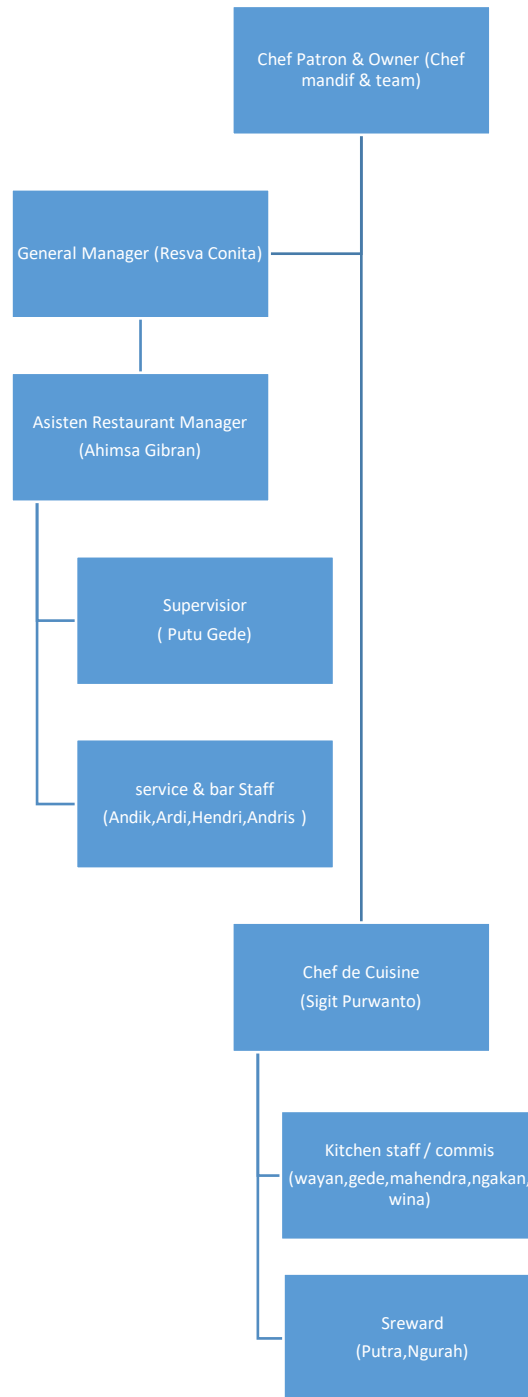 Chef Patron & Owner (Chef
mandif & team)
General Manager (Resva Conita)
Asisten Restaurant Manager
(Ahimsa Gibran)
Supervisior
( Putu Gede)
service & bar Staff
(Andik,Ardi,Hendri,Andris )
Chef de Cuisine
(Sigit Purwanto)
Kitchen staff / commis
(wayan,gede,mahendra,ngakan,
wina)
Sreward
(Putra,Ngurah)